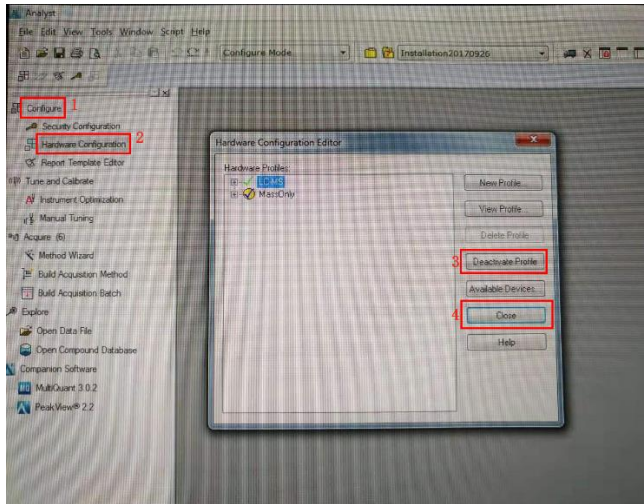 Analyst
File Edit View Tools Window Script Help
Configure Mode
Installation20170926
Configure 1
Security Configuration
Hardware Configuration 2
Report Template Editor
Tune and Calibrate
Instrument Optimization
Manual Tuning
Acquire (6)
Method Wizard
Build Acquisition Method
Build Acquisition Batch
Explore
Open Data File
Open Compound Database
Companion Software
MQ MultiQuant 3.0.2
PeakView® 2.2
Hardware Configuration Editor
Hardware Profiles:
LC-MS
MassOnly
New Profile...
View Profile...
Delete Profile
3 Deactivate Profile
Available Devices...
4 Close
Help